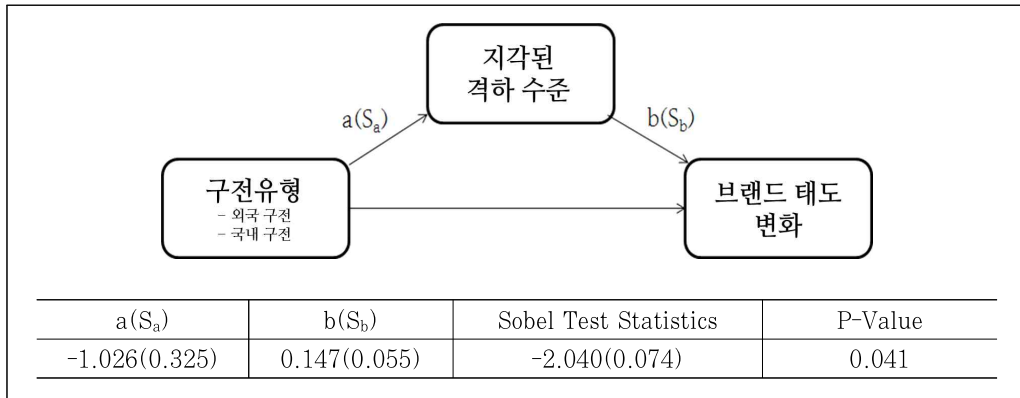 지각된
격하 수준
a(Sₐ)
b(S_b)
구전유형
- 외국 구전
- 국내 구전
브랜드 태도
변화
a(Sₐ) b(S_b) Sobel Test Statistics P-Value
-1.026(0.325) 0.147(0.055) -2.040(0.074) 0.041